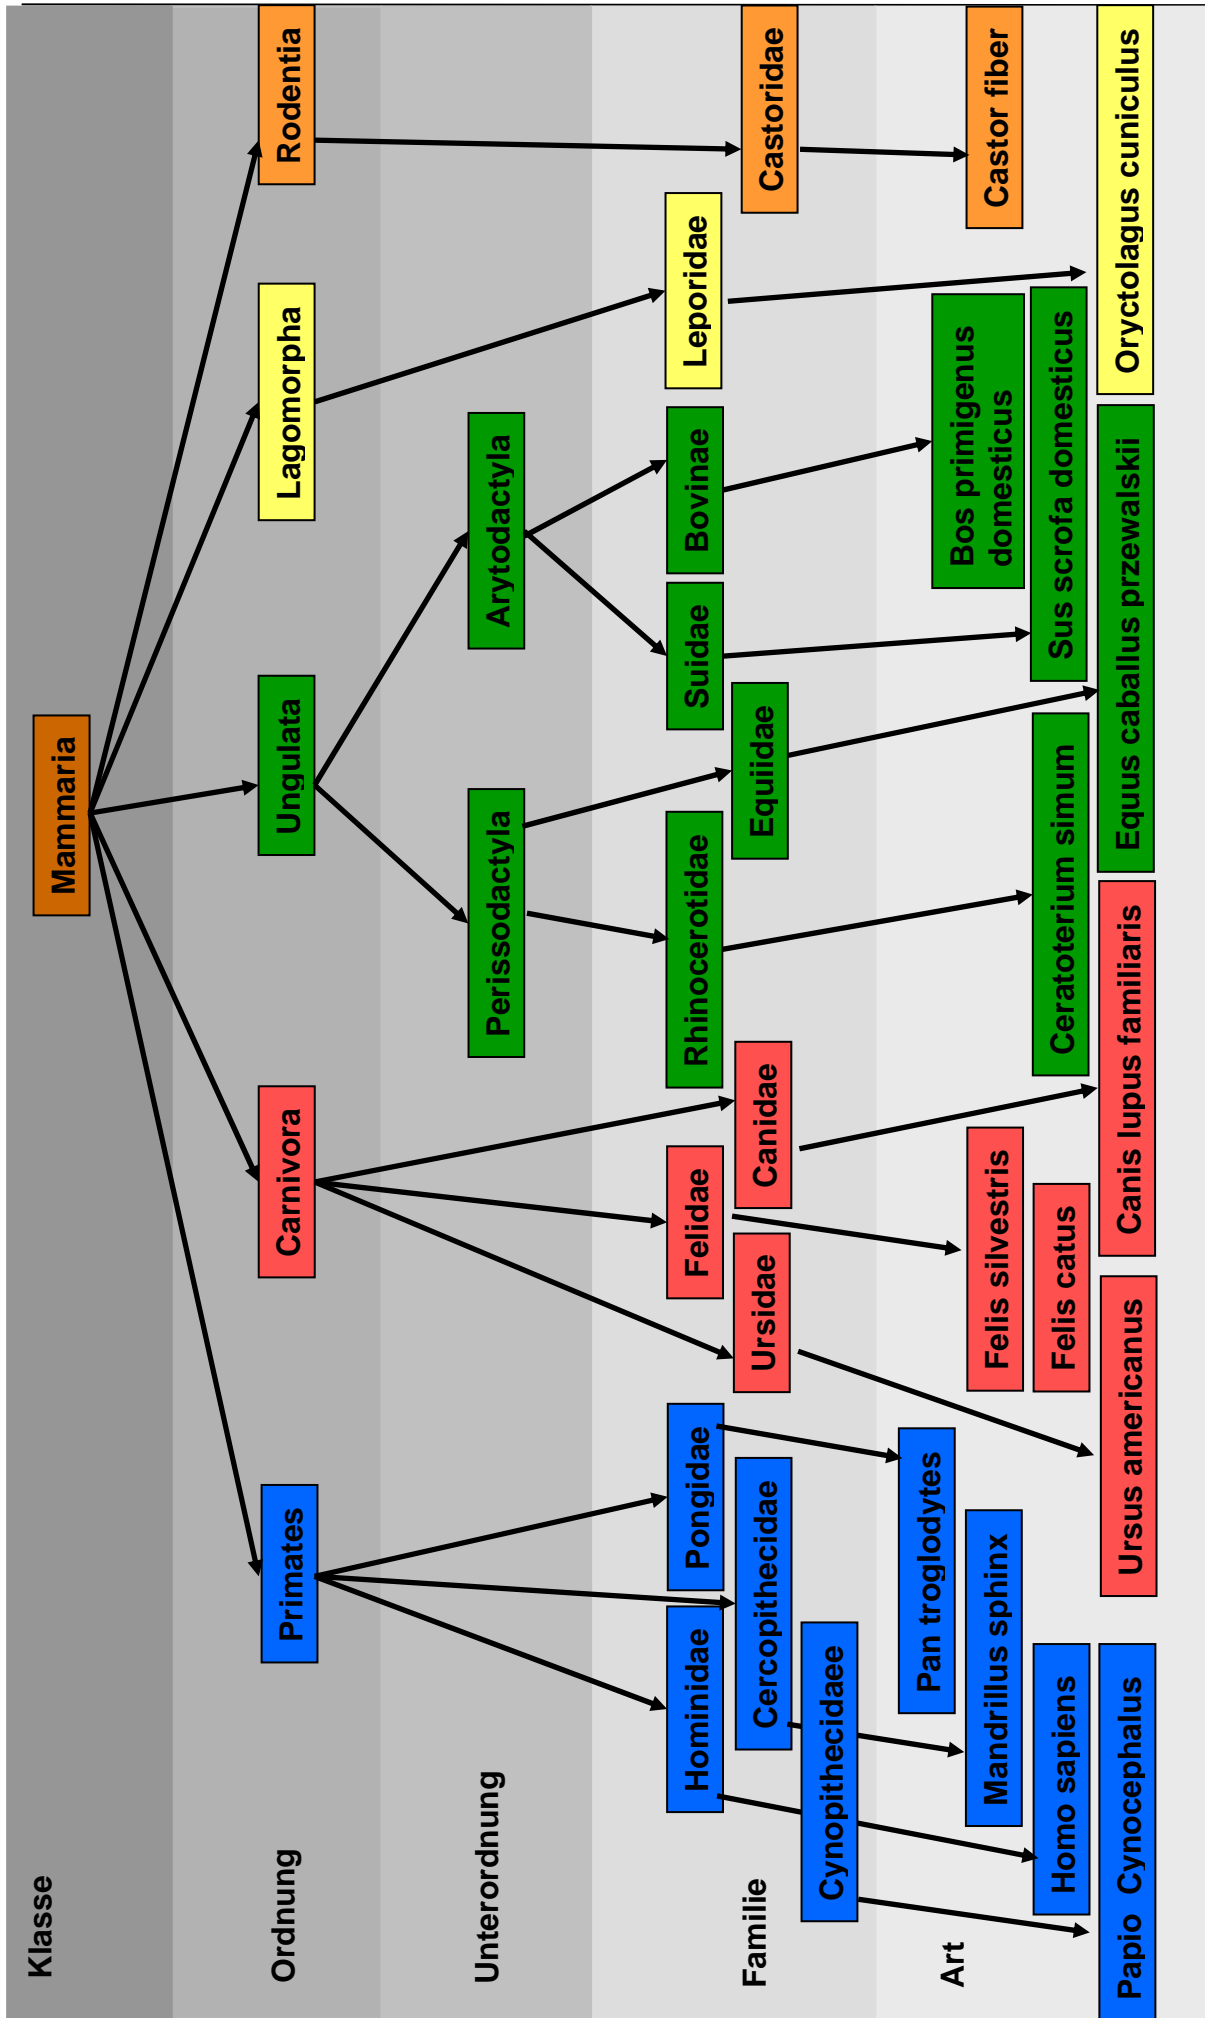 Klasse
Mammaria
Ordnung
Primates
Carnivora
Ungulata
Lagomorpha
Rodentia
Unterordnung
Perissodactyla
Arytodactyla
Familie
Hominidae
Pongidae
Cercopithecidae
Cynopithecidaee
Ursidae
Felidae
Canidae
Rhinocerotidae
Equiidae
Suidae
Bovinae
Leporidae
Castoridae
Art
Papio Cynocephalus
Homo sapiens
Mandrillus sphinx
Pan troglodytes
Ursus americanus
Felis silvestris
Felis catus
Canis lupus familiaris
Ceratoterium simum
Equus caballus przewalskii
Sus scrofa domesticus
Bos primigenus
domesticus
Oryctolagus cuniculus
Castor fiber